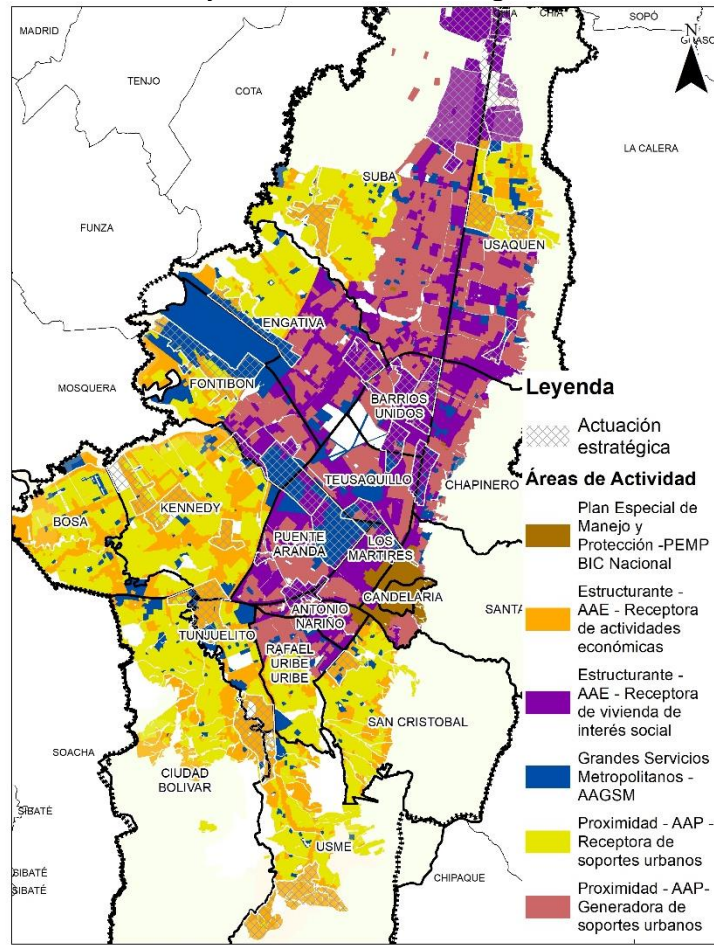 MADRID
CHIA
SOPÓ
N
TENJO
COTA
LA CALERA
SUBA
FUNZA
USAQUEN
ENGATIVA
MOSQUERA
FONTIBON
BARRIOS
UNIDOS
TEUSAQUILLO
CHAPINERO
BOSA
KENNEDY
PUENTE
ARANDA
LOS
MARTIRES
CANDELARIA
ANTONIO
NARIÑO
SANTA
TUNJUELITO
RAFAEL
URIBE
URIBE
SAN CRISTOBAL
SOACHA
CIUDAD
BOLIVAR
SIBATÉ
USME
SIBATÉ
SIBATÉ
CHIPAQUE
Leyenda
Actuación
estratégica
Áreas de Actividad
Plan Especial de
Manejo y
Protección -PEMP
BIC Nacional
Estructurante -
AAE - Receptora
de actividades
económicas
Estructurante -
AAE - Receptora
de vivienda de
interés social
Grandes Servicios
Metropolitanos -
AAGSM
Proximidad - AAP -
Receptora de
soportes urbanos
Proximidad - AAP-
Generadora de
soportes urbanos